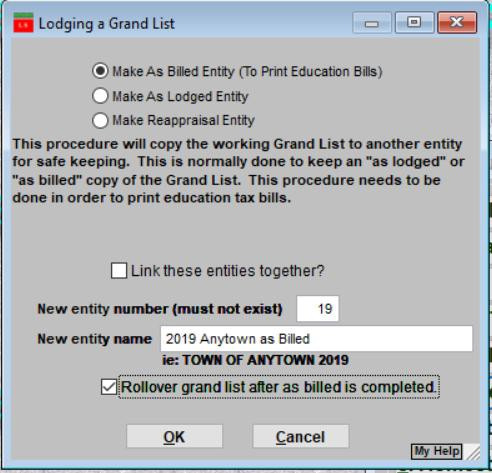 Lodging a Grand List
Make As Billed Entity (To Print Education Bills)
Make As Lodged Entity
Make Reappraisal Entity
This procedure will copy the working Grand List to another entity
for safe keeping. This is normally done to keep an "as lodged" or
"as billed" copy of the Grand List. This procedure needs to be
done in order to print education tax bills.
Link these entities together?
New entity number (must not exist) 19
New entity name 2019 Anytown as Billed
ie: TOWN OF ANYTOWN 2019
Rollover grand list after as billed is completed.
OK Cancel
My Help